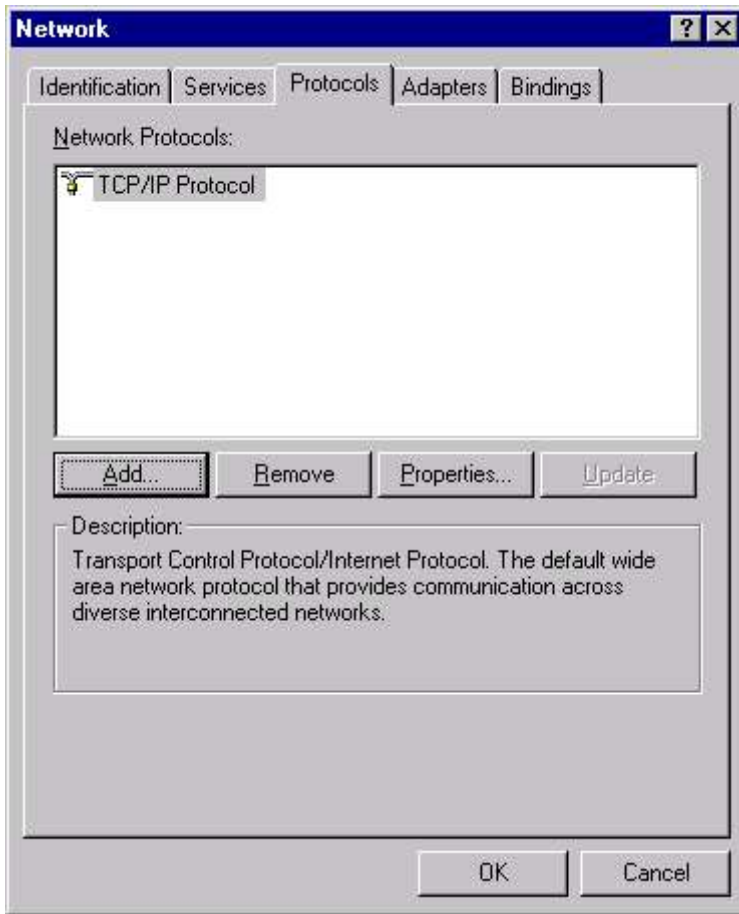 Network
Identification Services Protocols Adapters Bindings
Network Protocols:
TCP/IP Protocol
Add... Remove Properties... Update
Description:
Transport Control Protocol/Internet Protocol. The default wide
area network protocol that provides communication across
diverse interconnected networks.
OK Cancel